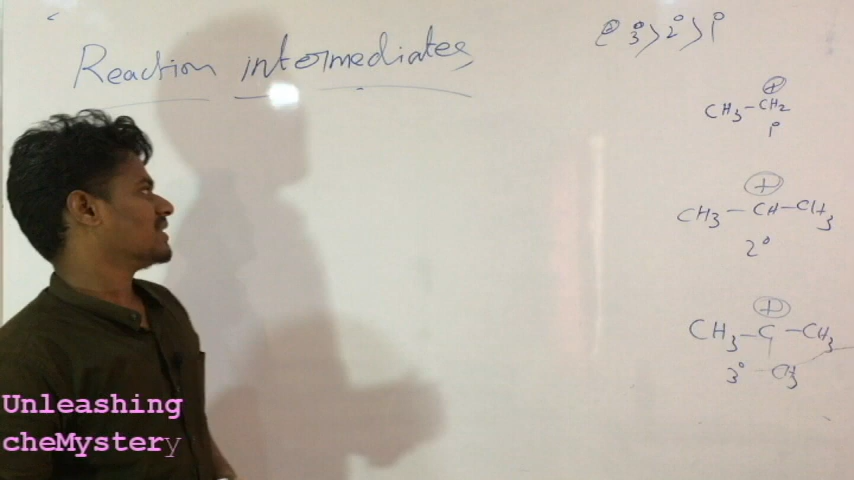 Reaction intermediates
⊕ 3° > 2° > 1°
⊕
CH3-CH2
1°
⊕
CH3-CH-CH3
2°
⊕
CH3-C-CH3
3° CH3
Unleashing
cheMystery